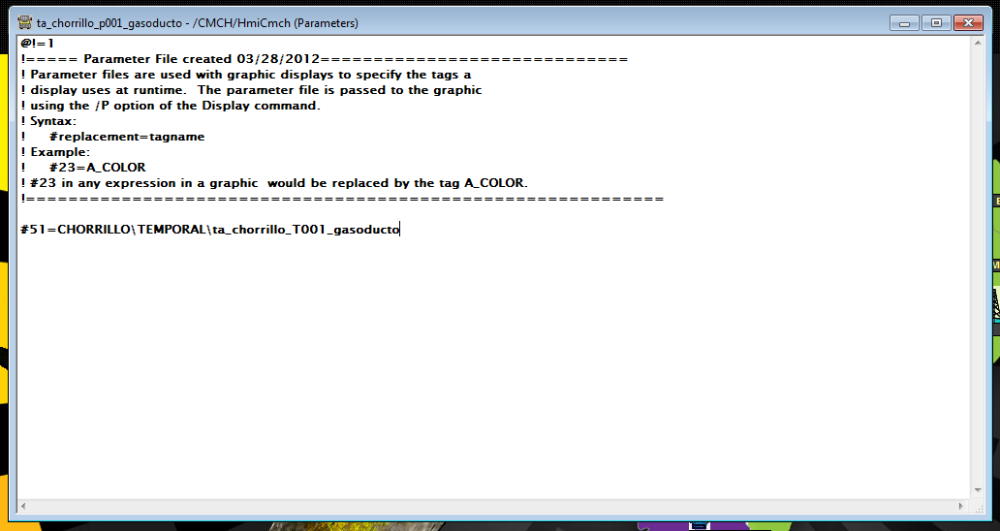 ta_chorrillo_p001_gasoducto - /CMCH/HmiCmch (Parameters)
@!=1
!===== Parameter File created 03/28/2012=============================
! Parameter files are used with graphic displays to specify the tags a
! display uses at runtime.  The parameter file is passed to the graphic
! using the /P option of the Display command.
! Syntax:
!     #replacement=tagname
! Example:
!     #23=A_COLOR
! #23 in any expression in a graphic  would be replaced by the tag A_COLOR.
!============================================================
#51=CHORRILLO\TEMPORAL\ta_chorrillo_T001_gasoducto